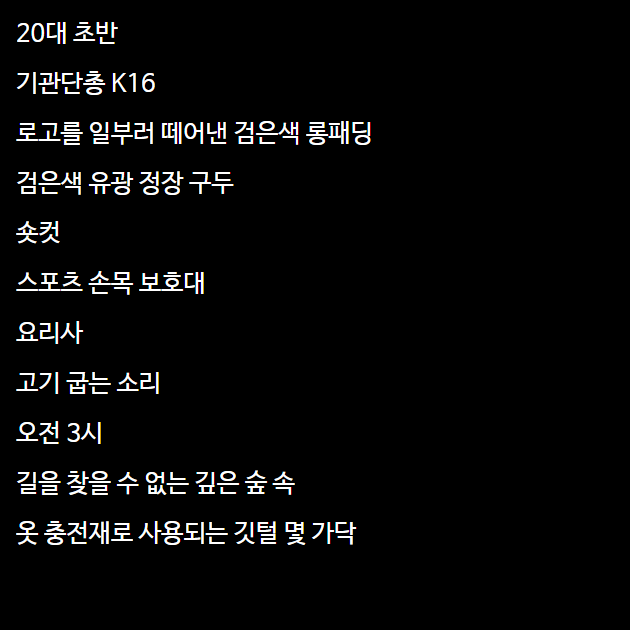 20대 초반
기관단총 K16
로고를 일부러 떼어낸 검은색 롱패딩
검은색 유광 정장 구두
숏컷
스포츠 손목 보호대
요리사
고기 굽는 소리
오전 3시
길을 찾을 수 없는 깊은 숲 속
옷 충전재로 사용되는 깃털 몇 가닥